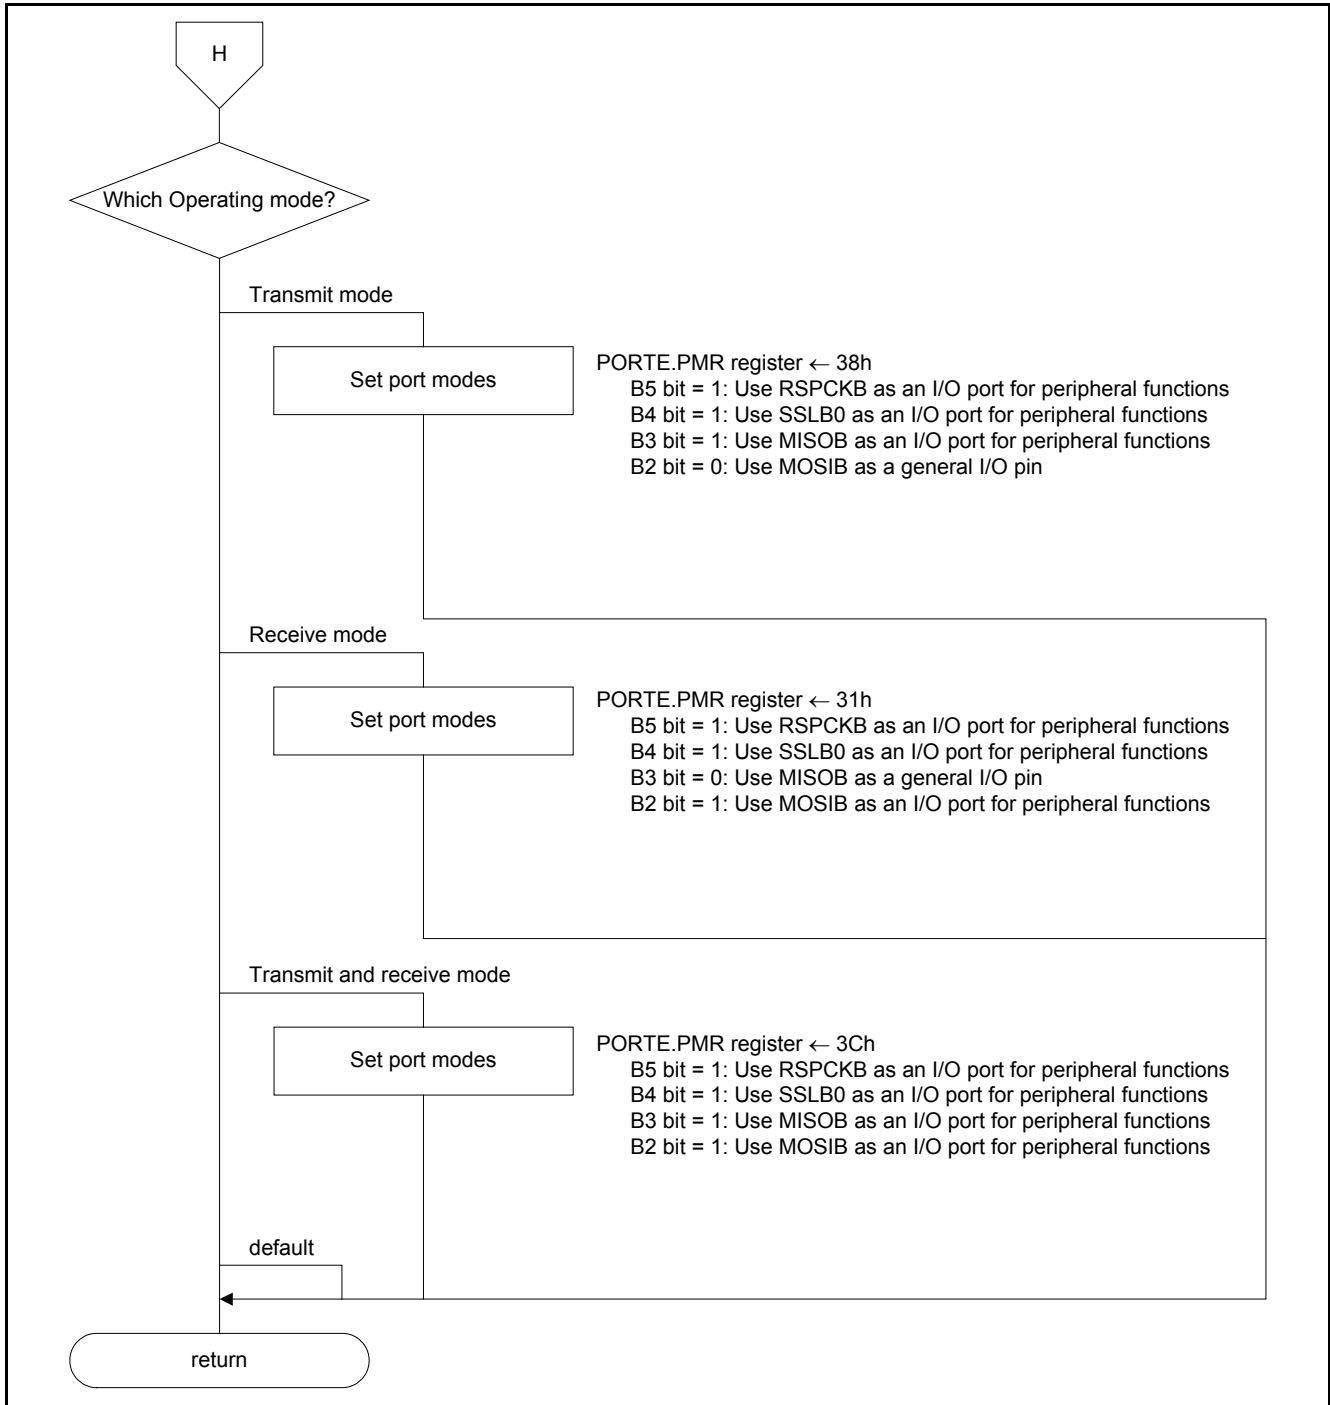 H
Which Operating mode?
Transmit mode
Set port modes
PORTE.PMR register ← 38h
B5 bit = 1: Use RSPCKB as an I/O port for peripheral functions
B4 bit = 1: Use SSLB0 as an I/O port for peripheral functions
B3 bit = 1: Use MISOB as an I/O port for peripheral functions
B2 bit = 0: Use MOSIB as a general I/O pin
Receive mode
Set port modes
PORTE.PMR register ← 31h
B5 bit = 1: Use RSPCKB as an I/O port for peripheral functions
B4 bit = 1: Use SSLB0 as an I/O port for peripheral functions
B3 bit = 0: Use MISOB as a general I/O pin
B2 bit = 1: Use MOSIB as an I/O port for peripheral functions
Transmit and receive mode
Set port modes
PORTE.PMR register ← 3Ch
B5 bit = 1: Use RSPCKB as an I/O port for peripheral functions
B4 bit = 1: Use SSLB0 as an I/O port for peripheral functions
B3 bit = 1: Use MISOB as an I/O port for peripheral functions
B2 bit = 1: Use MOSIB as an I/O port for peripheral functions
default
return